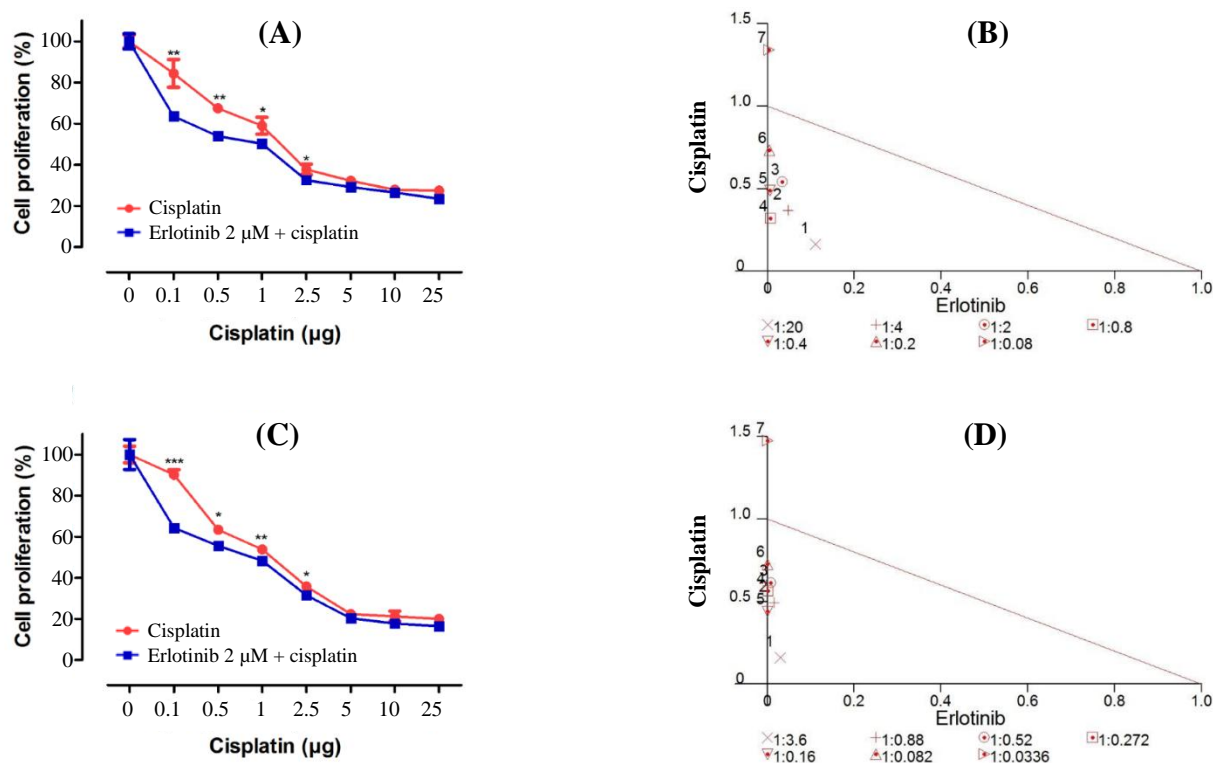 (A)
Cell proliferation (%)
100
80
60
40
20
0
**
**
*
*
Cisplatin
Erlotinib 2 μM + cisplatin
0 0.1 0.5 1 2.5 5 10 25
Cisplatin (μg)
(B)
Cisplatin
1.5
1.0
0.5
0
7
6
3
5
2
4
1
0 0.2 0.4 0.6 0.8 1.0
Erlotinib
1:20 1:4 1:2 1:0.8
1:0.4 1:0.2 1:0.08
(C)
Cell proliferation (%)
100
80
60
40
20
0
***
*
**
*
Cisplatin
Erlotinib 2 μM + cisplatin
0 0.1 0.5 1 2.5 5 10 25
Cisplatin (μg)
(D)
Cisplatin
1.5
1.0
0.5
0
7
6
3
4
5
1
0 0.2 0.4 0.6 0.8 1.0
Erlotinib
1:3.6 1:0.88 1:0.52 1:0.272
1:0.16 1:0.082 1:0.0336